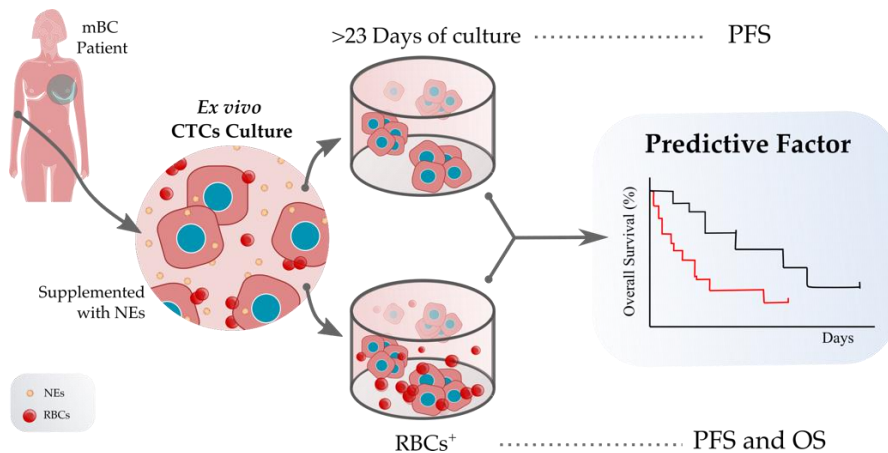 mBC
Patient
>23 Days of culture
PFS
Ex vivo
CTCs Culture
Predictive Factor
Overall Survival (%)
Days
Supplemented
with NEs
NEs
RBCs
RBCs⁺
PFS and OS